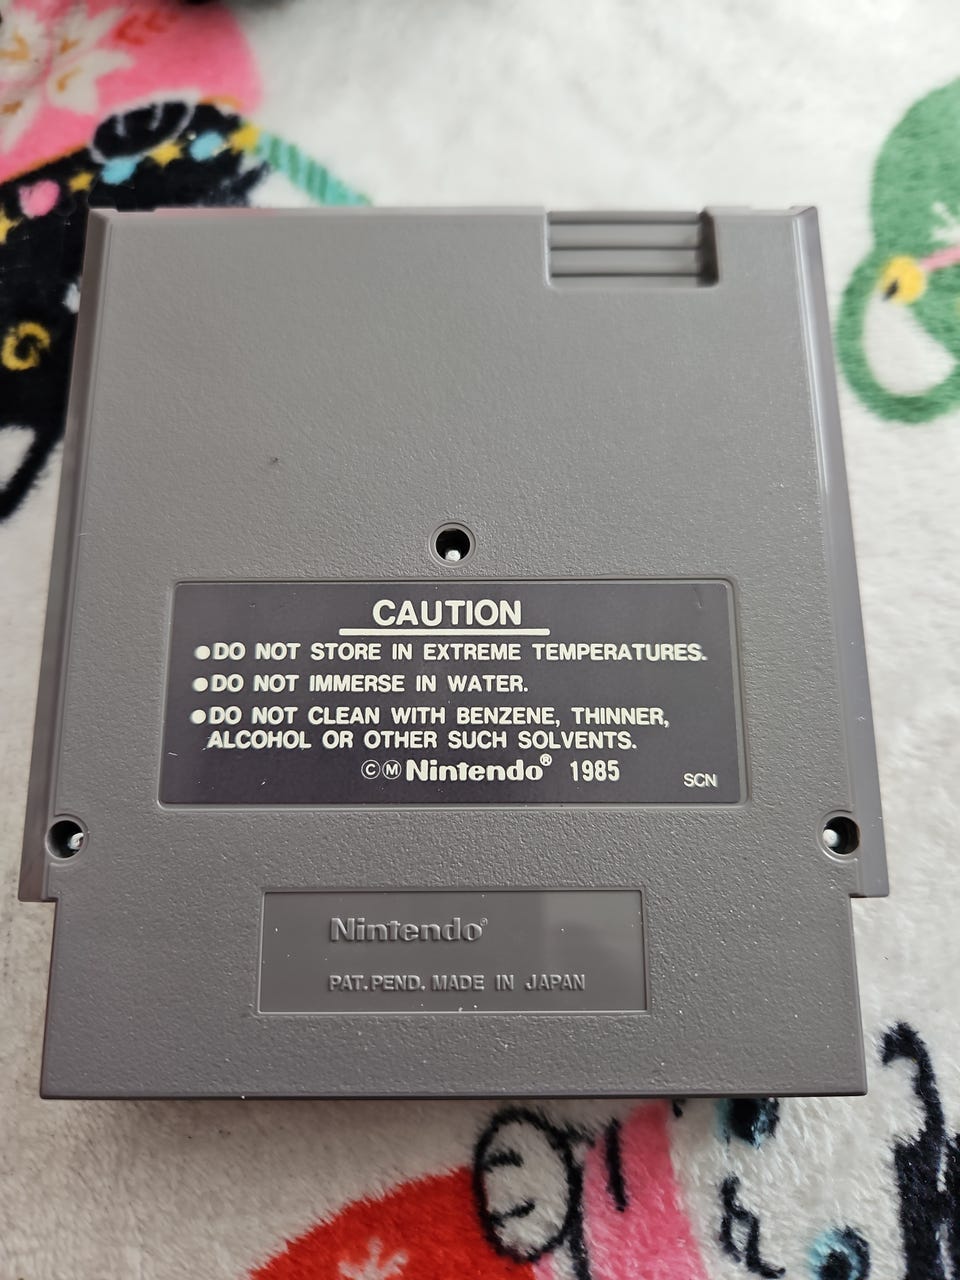 CAUTION
●DO NOT STORE IN EXTREME TEMPERATURES.
●DO NOT IMMERSE IN WATER.
●DO NOT CLEAN WITH BENZENE, THINNER,
ALCOHOL OR OTHER SUCH SOLVENTS.
ⒸⓂNintendo® 1985
SCN
Nintendo®
PAT.PEND. MADE IN JAPAN